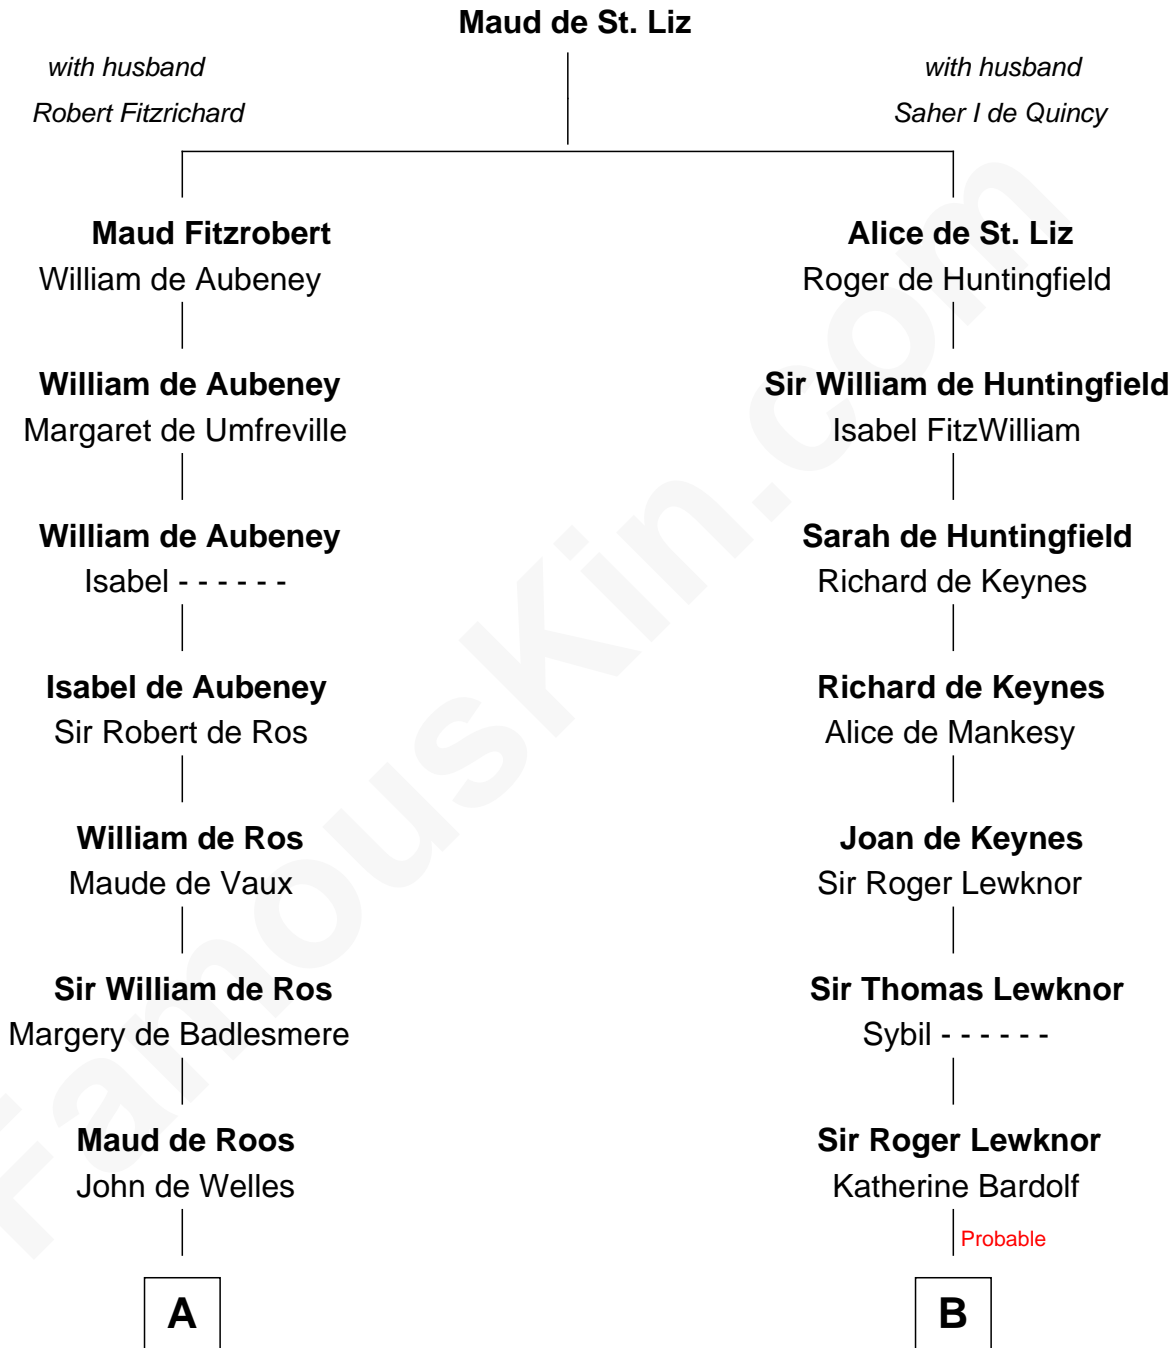 Maud de St. Liz
with husband
Robert Fitzrichard
with husband
Saher I de Quincy
Maud Fitzrobert
William de Aubeney
Alice de St. Liz
Roger de Huntingfield
William de Aubeney
Margaret de Umfreville
Sir William de Huntingfield
Isabel FitzWilliam
William de Aubeney
Isabel - - - - - -
Sarah de Huntingfield
Richard de Keynes
Isabel de Aubeney
Sir Robert de Ros
Richard de Keynes
Alice de Mankesy
William de Ros
Maude de Vaux
Joan de Keynes
Sir Roger Lewknor
Sir William de Ros
Margery de Badlesmere
Sir Thomas Lewknor
Sybil - - - - - -
Maud de Roos
John de Welles
Sir Roger Lewknor
Katherine Bardolf
Probable
A
B
FamousKin.com